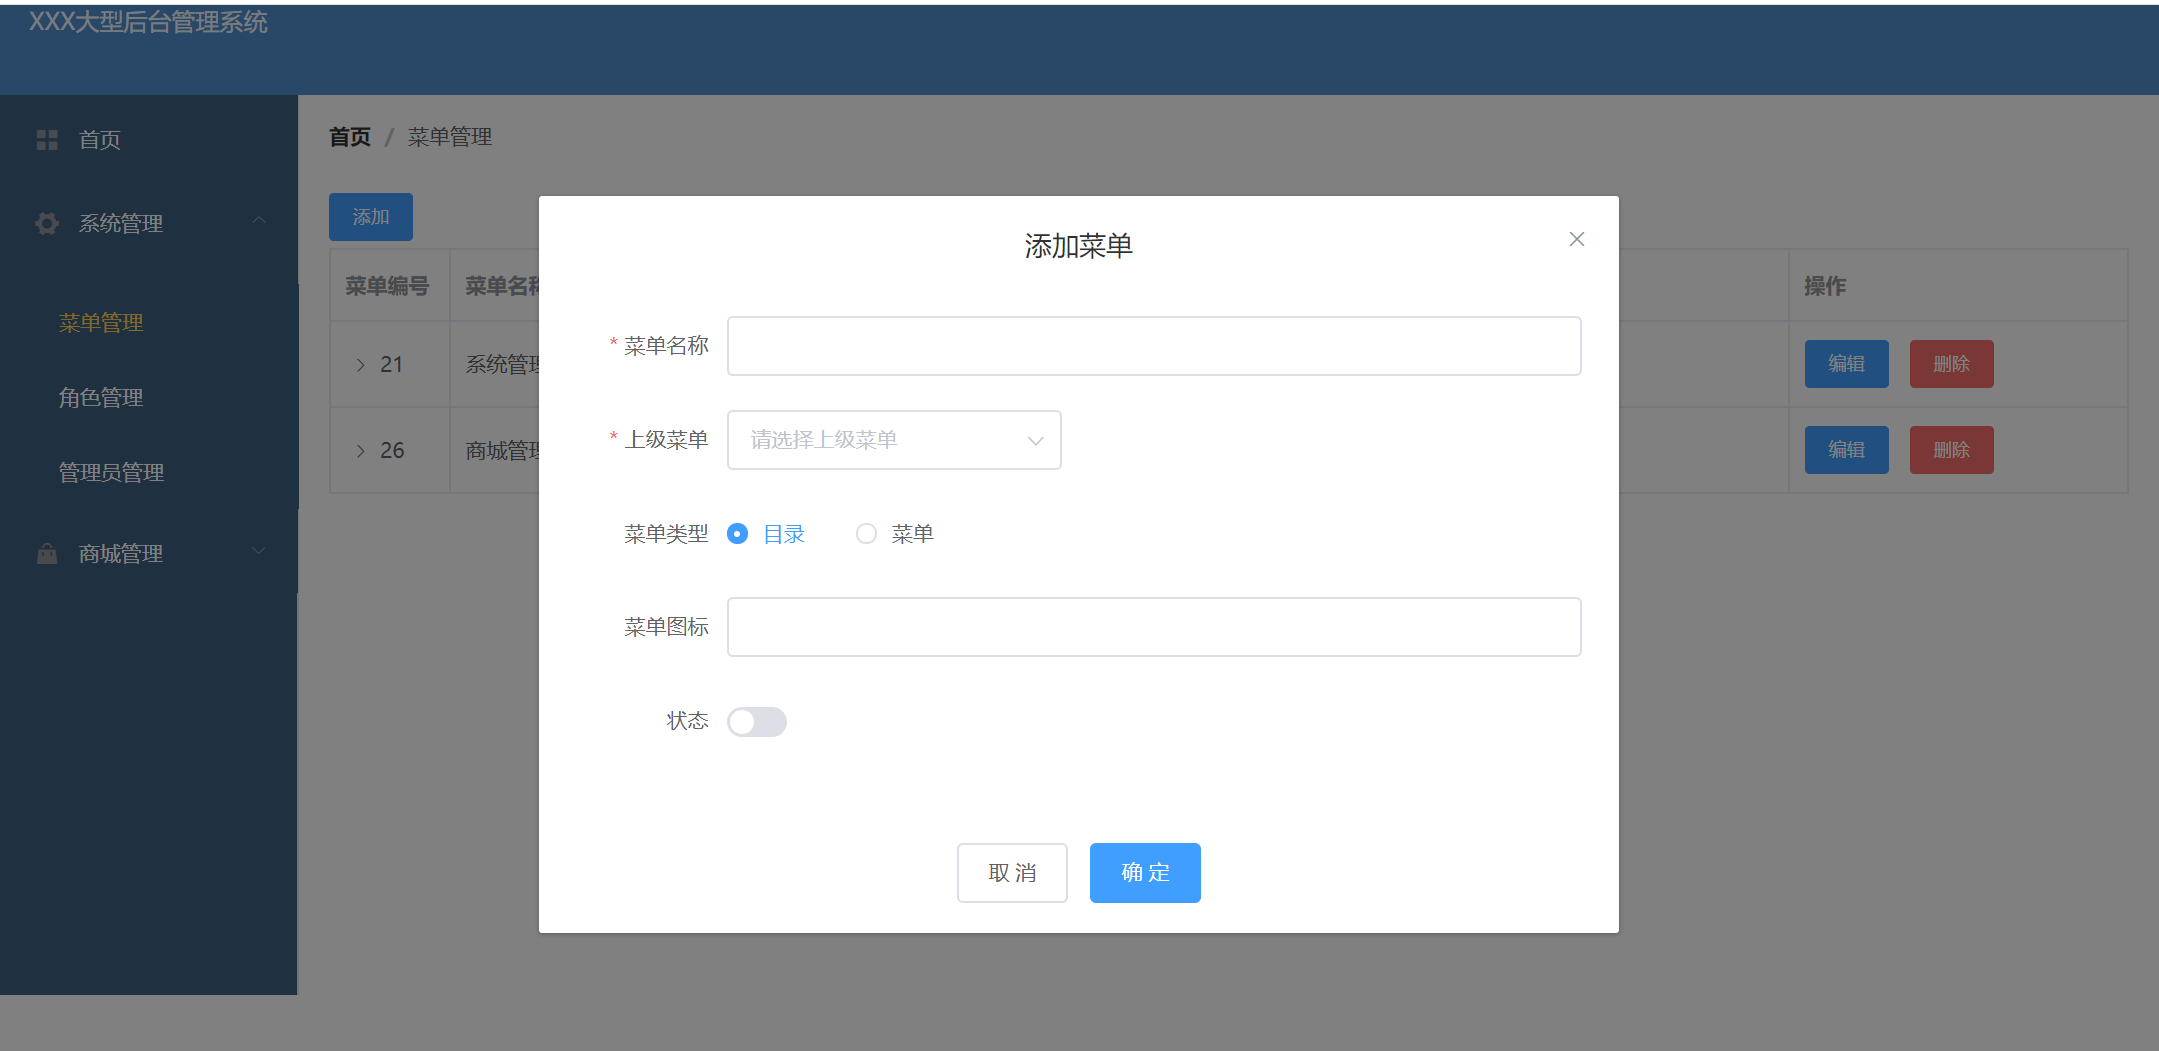 XXX大型后台管理系统
首页
系统管理
菜单管理
角色管理
管理员管理
商城管理
首页 / 菜单管理
添加
菜单编号 菜单名 操作
21 系统管 编辑 删除
26 商城管 编辑 删除
添加菜单
* 菜单名称
* 上级菜单 请选择上级菜单
菜单类型 目录 菜单
菜单图标
状态
取 消 确 定